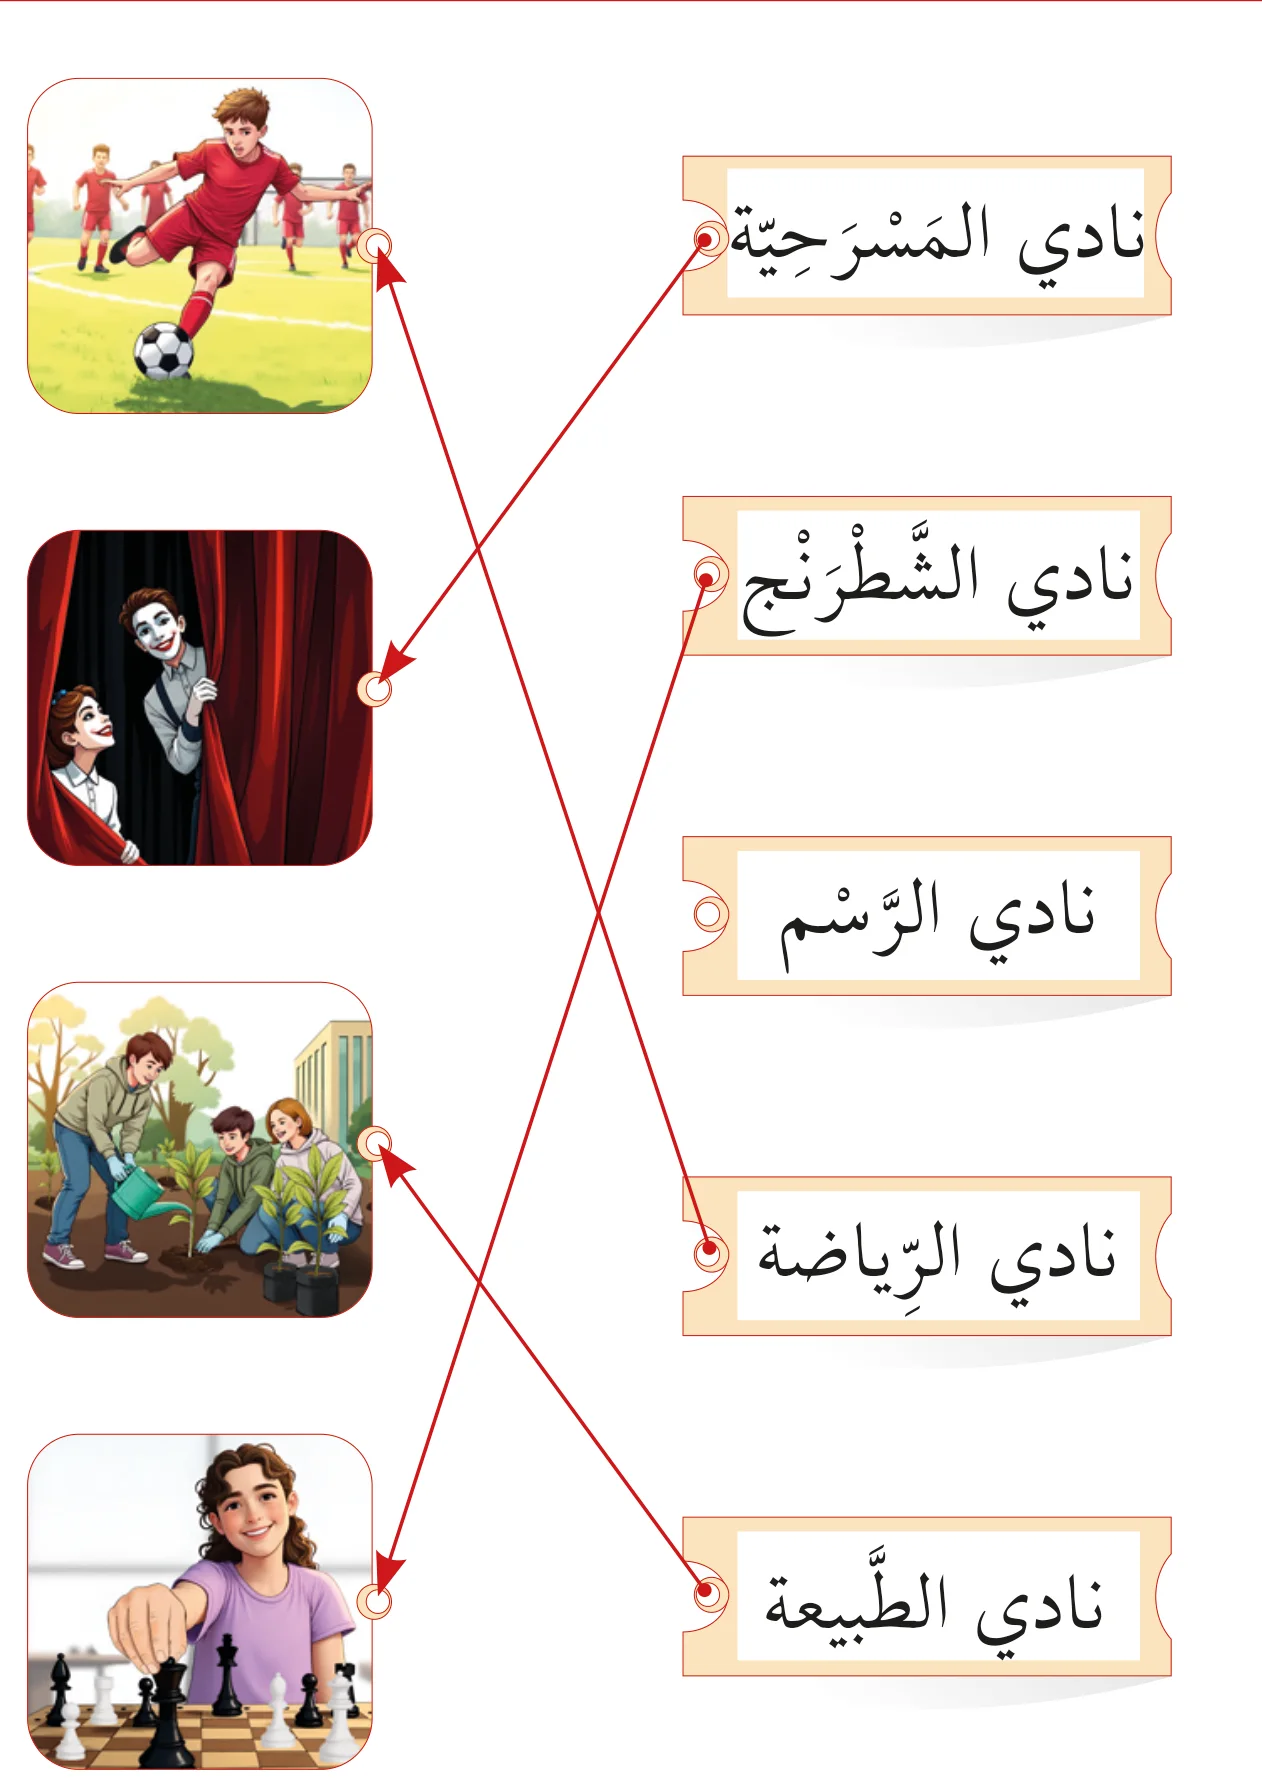 نادي المَسْرَحِيّة
نادي الشَّطْرَنْج
نادي الرَّسْم
نادي الرِّياضة
نادي الطَّبيعة